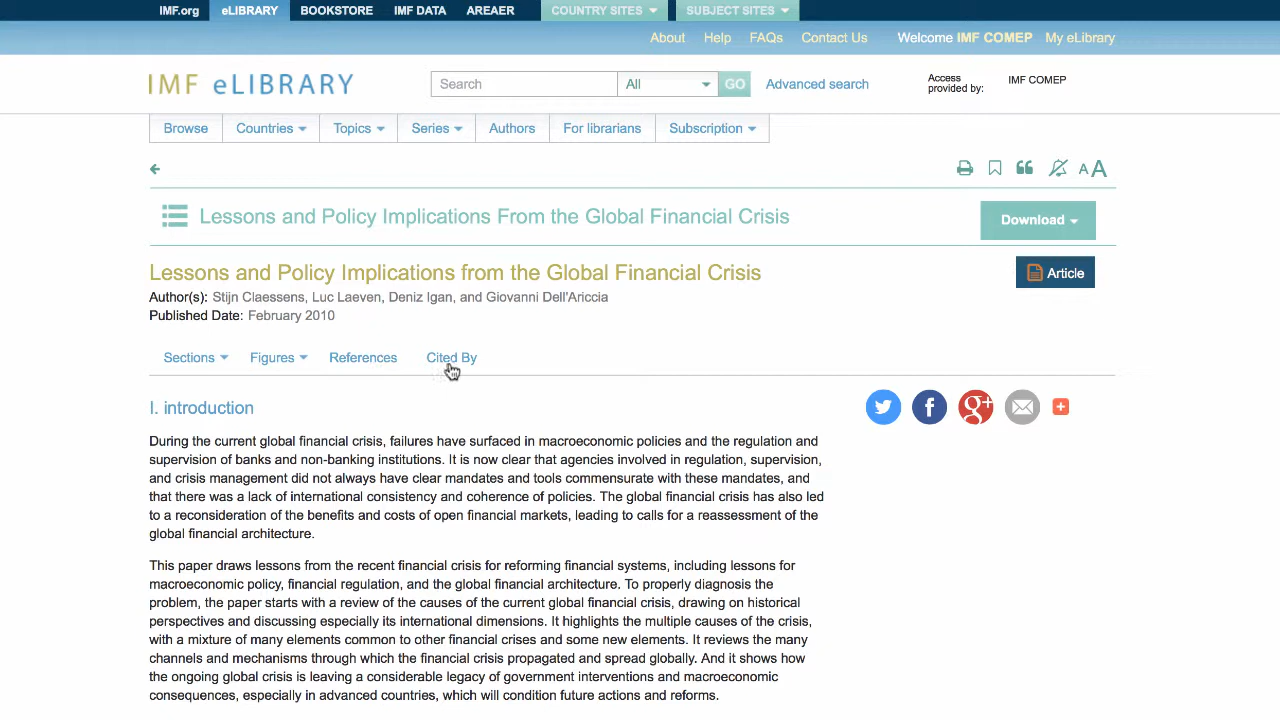 IMF.org eLIBRARY BOOKSTORE IMF DATA AREAER COUNTRY SITES SUBJECT SITES
About Help FAQs Contact Us Welcome IMF COMEP My eLibrary
IMF eLIBRARY Search All GO Advanced search Access provided by: IMF COMEP
Browse Countries Topics Series Authors For librarians Subscription
A A
Lessons and Policy Implications From the Global Financial Crisis Download
Lessons and Policy Implications from the Global Financial Crisis Article
Author(s): Stijn Claessens, Luc Laeven, Deniz Igan, and Giovanni Dell'Ariccia
Published Date: February 2010
Sections Figures References Cited By
I. introduction
During the current global financial crisis, failures have surfaced in macroeconomic policies and the regulation and
supervision of banks and non-banking institutions. It is now clear that agencies involved in regulation, supervision,
and crisis management did not always have clear mandates and tools commensurate with these mandates, and
that there was a lack of international consistency and coherence of policies. The global financial crisis has also led
to a reconsideration of the benefits and costs of open financial markets, leading to calls for a reassessment of the
global financial architecture.
This paper draws lessons from the recent financial crisis for reforming financial systems, including lessons for
macroeconomic policy, financial regulation, and the global financial architecture. To properly diagnosis the
problem, the paper starts with a review of the causes of the current global financial crisis, drawing on historical
perspectives and discussing especially its international dimensions. It highlights the multiple causes of the crisis,
with a mixture of many elements common to other financial crises and some new elements. It reviews the many
channels and mechanisms through which the financial crisis propagated and spread globally. And it shows how
the ongoing global crisis is leaving a considerable legacy of government interventions and macroeconomic
consequences, especially in advanced countries, which will condition future actions and reforms.